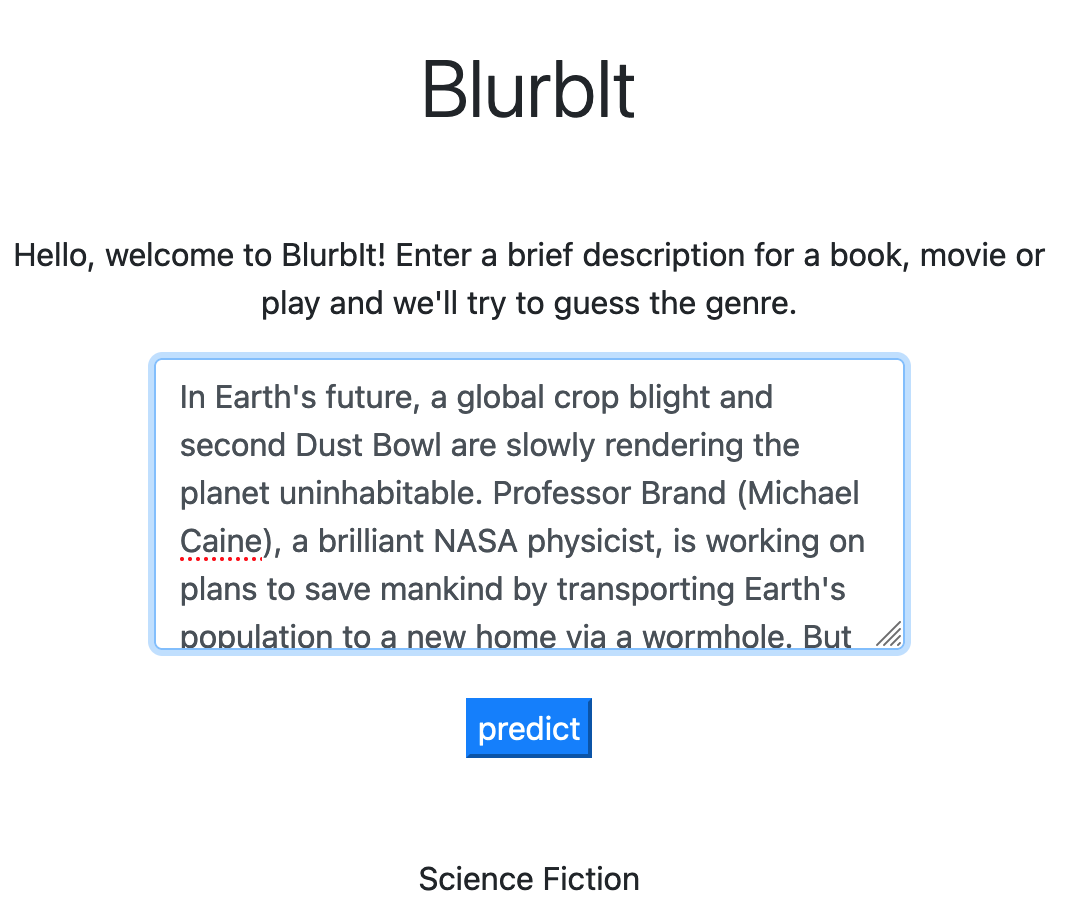 BlurbIt
Hello, welcome to BlurbIt! Enter a brief description for a book, movie or
play and we'll try to guess the genre.
In Earth's future, a global crop blight and
second Dust Bowl are slowly rendering the
planet uninhabitable. Professor Brand (Michael
Caine), a brilliant NASA physicist, is working on
plans to save mankind by transporting Earth's
population to a new home via a wormhole. But
predict
Science Fiction